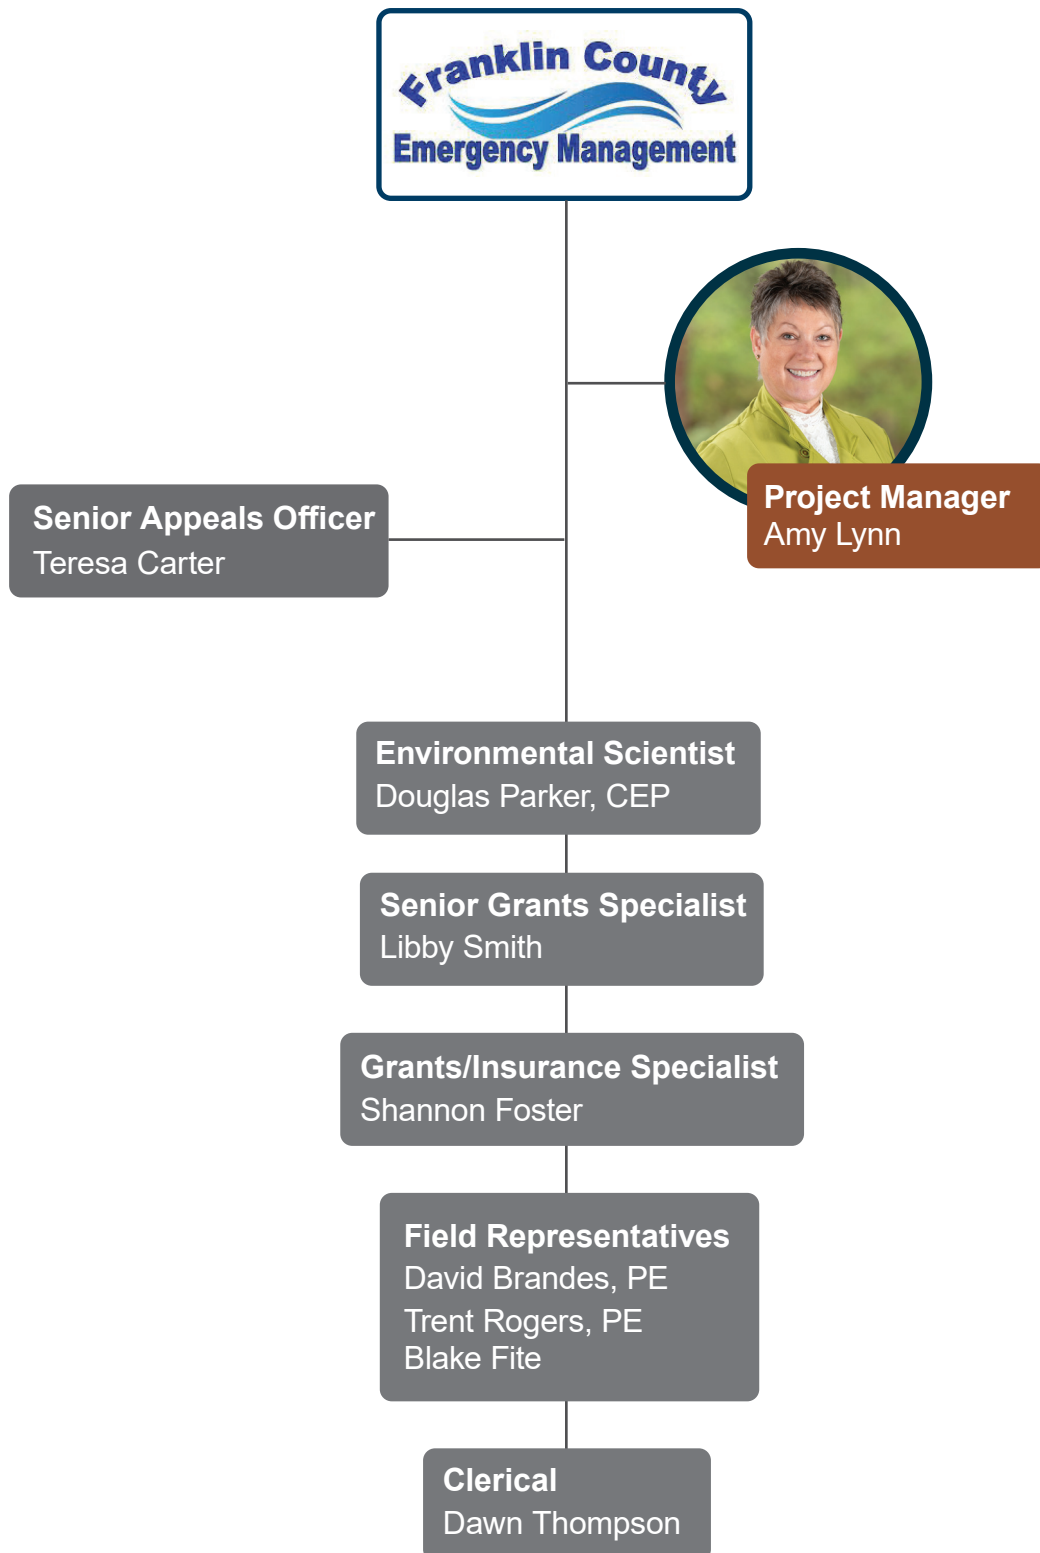 Franklin County
Emergency Management
Project Manager
Amy Lynn
Senior Appeals Officer
Teresa Carter
Environmental Scientist
Douglas Parker, CEP
Senior Grants Specialist
Libby Smith
Grants/Insurance Specialist
Shannon Foster
Field Representatives
David Brandes, PE
Trent Rogers, PE
Blake Fite
Clerical
Dawn Thompson